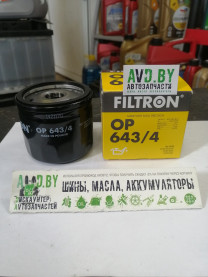 AVD.BY
АВТОЗАПЧАСТИ
FILTRON
OP
643/4
OP 643/4
AVD.BY
ДИСКАУНТЕР
АВТОЗАПЧАСТЕЙ
ШИНЫ, МАСЛА, АККУМУЛЯТОРЫ